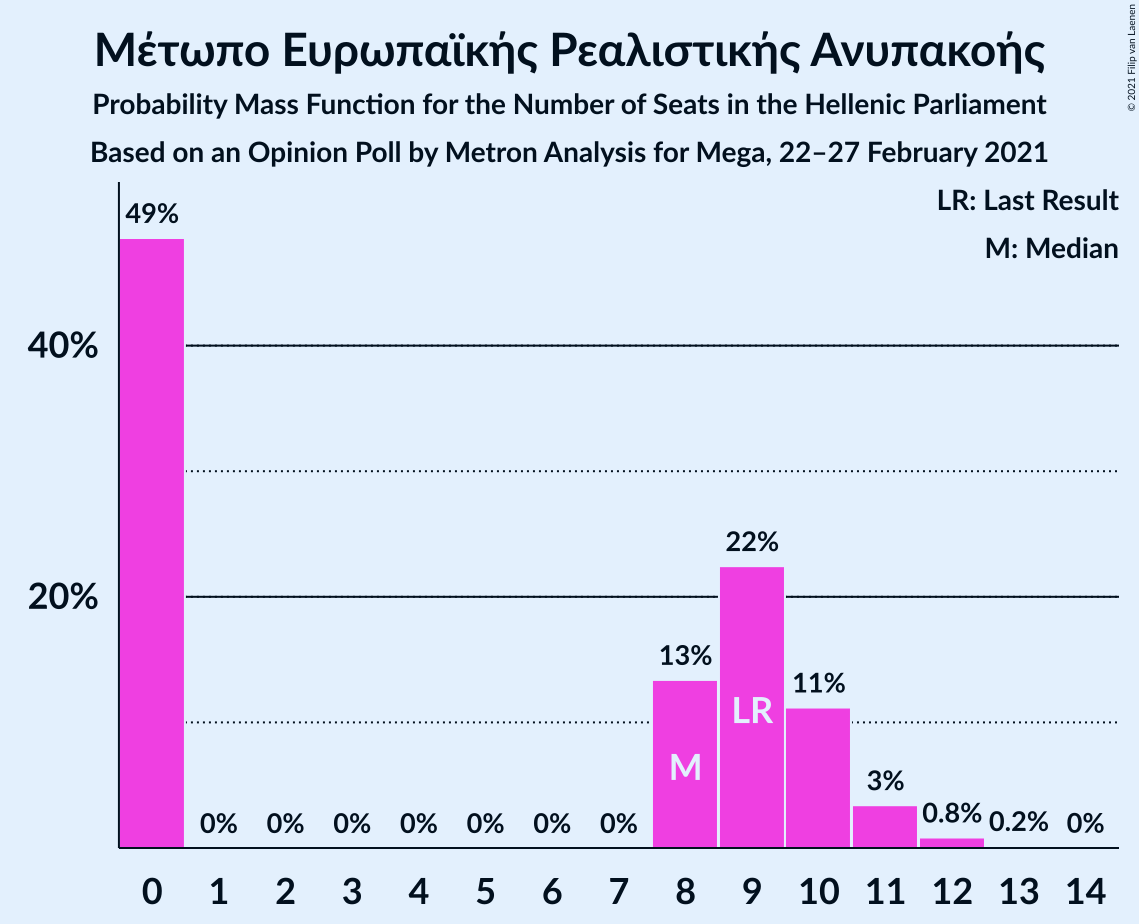 Μέτωπο Ευρωπαϊκής Ρεαλιστικής Ανυπακοής
Probability Mass Function for the Number of Seats in the Hellenic Parliament
Based on an Opinion Poll by Metron Analysis for Mega, 22–27 February 2021
© 2021 Filip van Laenen
LR: Last Result
M: Median
49%
40%
22%
20%
13%
11%
LR
M
3%
0% 0% 0% 0% 0% 0% 0% 0.8% 0.2% 0%
0 1 2 3 4 5 6 7 8 9 10 11 12 13 14